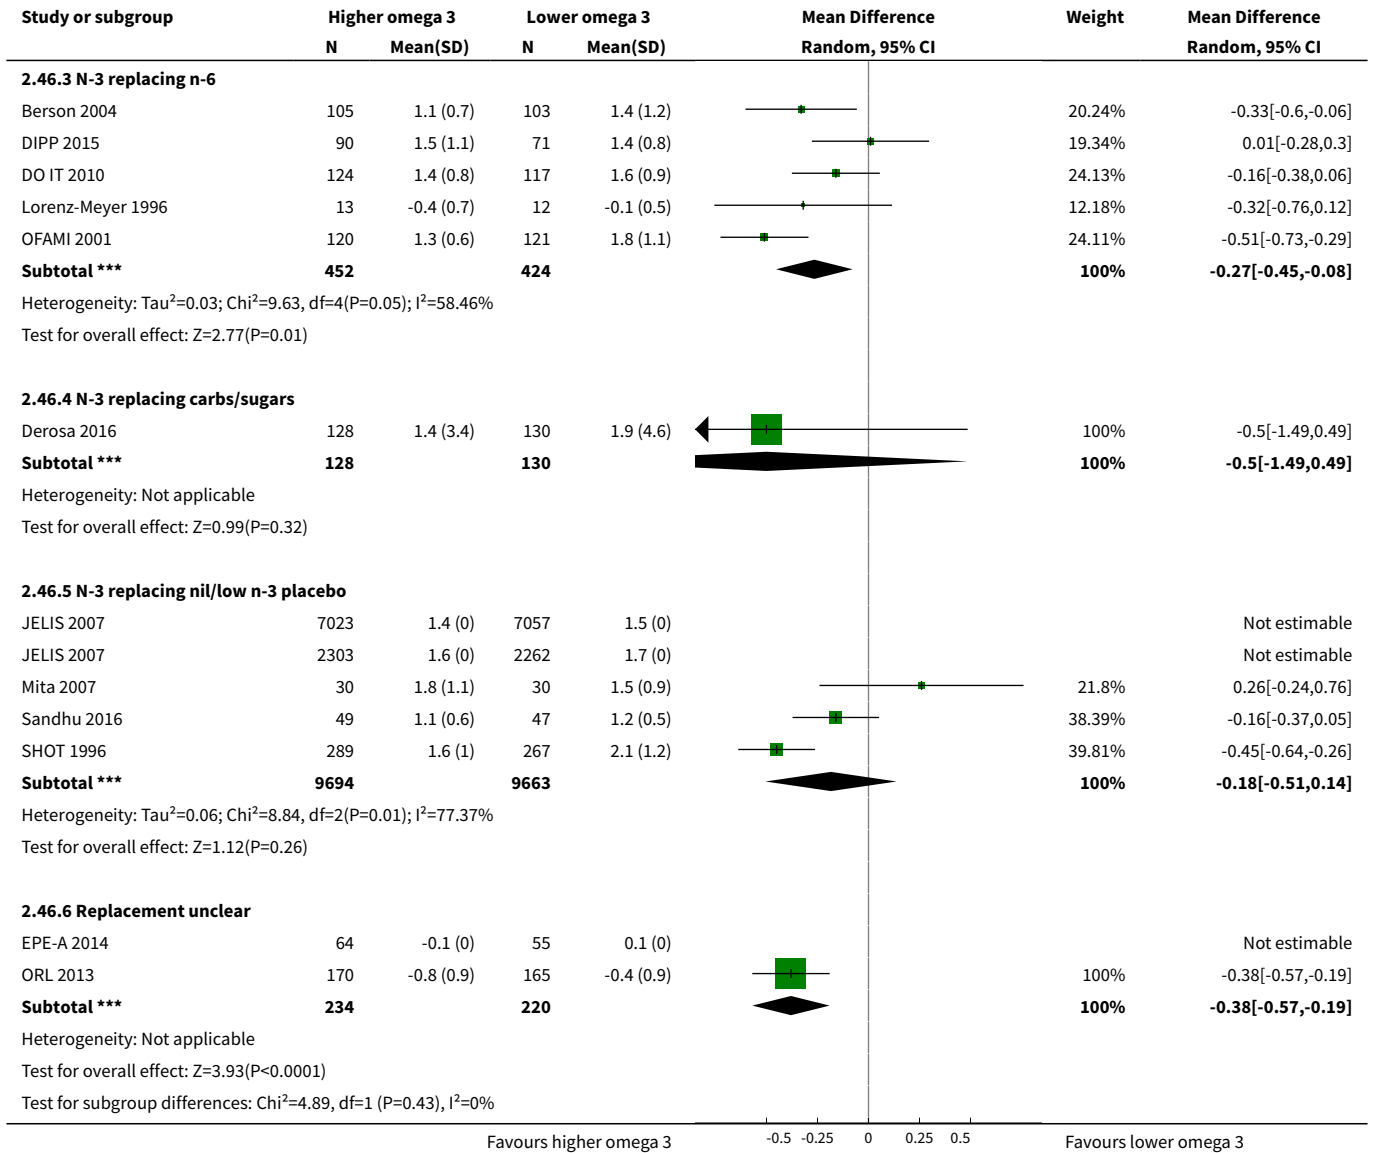 Study or subgroup Higher omega 3 Lower omega 3 Mean Difference Weight Mean Difference
N Mean(SD) N Mean(SD) Random, 95% CI Random, 95% CI
2.46.3 N-3 replacing n-6
Berson 2004 105 1.1 (0.7) 103 1.4 (1.2) 20.24% -0.33[-0.6,-0.06]
DIPP 2015 90 1.5 (1.1) 71 1.4 (0.8) 19.34% 0.01[-0.28,0.3]
DO IT 2010 124 1.4 (0.8) 117 1.6 (0.9) 24.13% -0.16[-0.38,0.06]
Lorenz-Meyer 1996 13 -0.4 (0.7) 12 -0.1 (0.5) 12.18% -0.32[-0.76,0.12]
OFAMI 2001 120 1.3 (0.6) 121 1.8 (1.1) 24.11% -0.51[-0.73,-0.29]
Subtotal *** 452 424 100% -0.27[-0.45,-0.08]
Heterogeneity: Tau²=0.03; Chi²=9.63, df=4(P=0.05); I²=58.46%
Test for overall effect: Z=2.77(P=0.01)
2.46.4 N-3 replacing carbs/sugars
Derosa 2016 128 1.4 (3.4) 130 1.9 (4.6) 100% -0.5[-1.49,0.49]
Subtotal *** 128 130 100% -0.5[-1.49,0.49]
Heterogeneity: Not applicable
Test for overall effect: Z=0.99(P=0.32)
2.46.5 N-3 replacing nil/low n-3 placebo
JELIS 2007 7023 1.4 (0) 7057 1.5 (0) Not estimable
JELIS 2007 2303 1.6 (0) 2262 1.7 (0) Not estimable
Mita 2007 30 1.8 (1.1) 30 1.5 (0.9) 21.8% 0.26[-0.24,0.76]
Sandhu 2016 49 1.1 (0.6) 47 1.2 (0.5) 38.39% -0.16[-0.37,0.05]
SHOT 1996 289 1.6 (1) 267 2.1 (1.2) 39.81% -0.45[-0.64,-0.26]
Subtotal *** 9694 9663 100% -0.18[-0.51,0.14]
Heterogeneity: Tau²=0.06; Chi²=8.84, df=2(P=0.01); I²=77.37%
Test for overall effect: Z=1.12(P=0.26)
2.46.6 Replacement unclear
EPE-A 2014 64 -0.1 (0) 55 0.1 (0) Not estimable
ORL 2013 170 -0.8 (0.9) 165 -0.4 (0.9) 100% -0.38[-0.57,-0.19]
Subtotal *** 234 220 100% -0.38[-0.57,-0.19]
Heterogeneity: Not applicable
Test for overall effect: Z=3.93(P<0.0001)
Test for subgroup differences: Chi²=4.89, df=1 (P=0.43), I²=0%
Favours higher omega 3 -0.5 -0.25 0 0.25 0.5 Favours lower omega 3